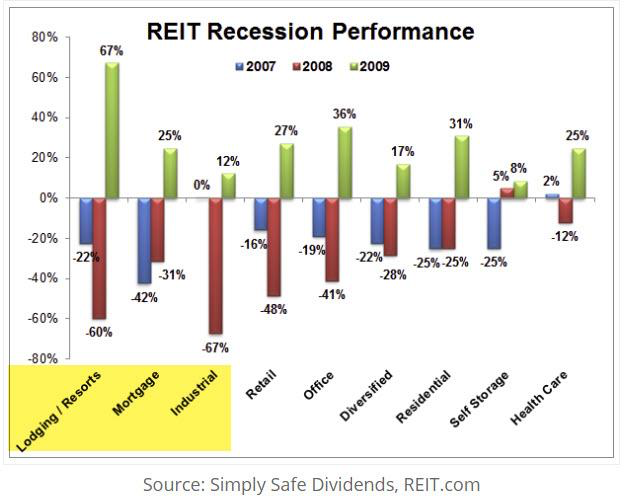 REIT Recession Performance
2007 2008 2009
80%
60%
40%
20%
0%
-20%
-40%
-60%
-80%
-22% -60% 67%
-42% -31% 25%
0% -67% 12%
-16% -48% 27%
-19% -41% 36%
-22% -28% 17%
-25% -25% 31%
-25% 5% 8%
2% -12% 25%
Lodging / Resorts
Mortgage
Industrial
Retail
Office
Diversified
Residential
Self Storage
Health Care
Source: Simply Safe Dividends, REIT.com